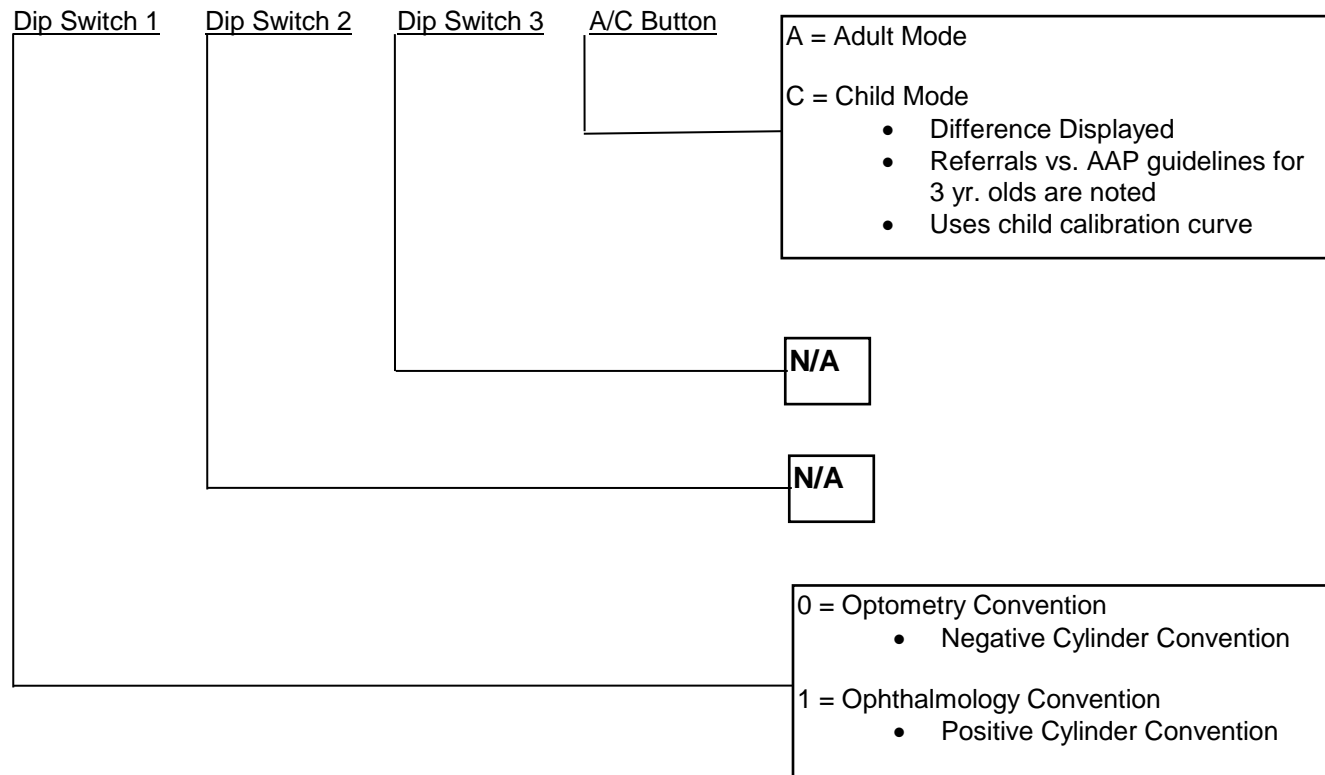 Dip Switch 1 Dip Switch 2 Dip Switch 3 A/C Button
A = Adult Mode
C = Child Mode
• Difference Displayed
• Referrals vs. AAP guidelines for
3 yr. olds are noted
• Uses child calibration curve
N/A
N/A
0 = Optometry Convention
• Negative Cylinder Convention
1 = Ophthalmology Convention
• Positive Cylinder Convention